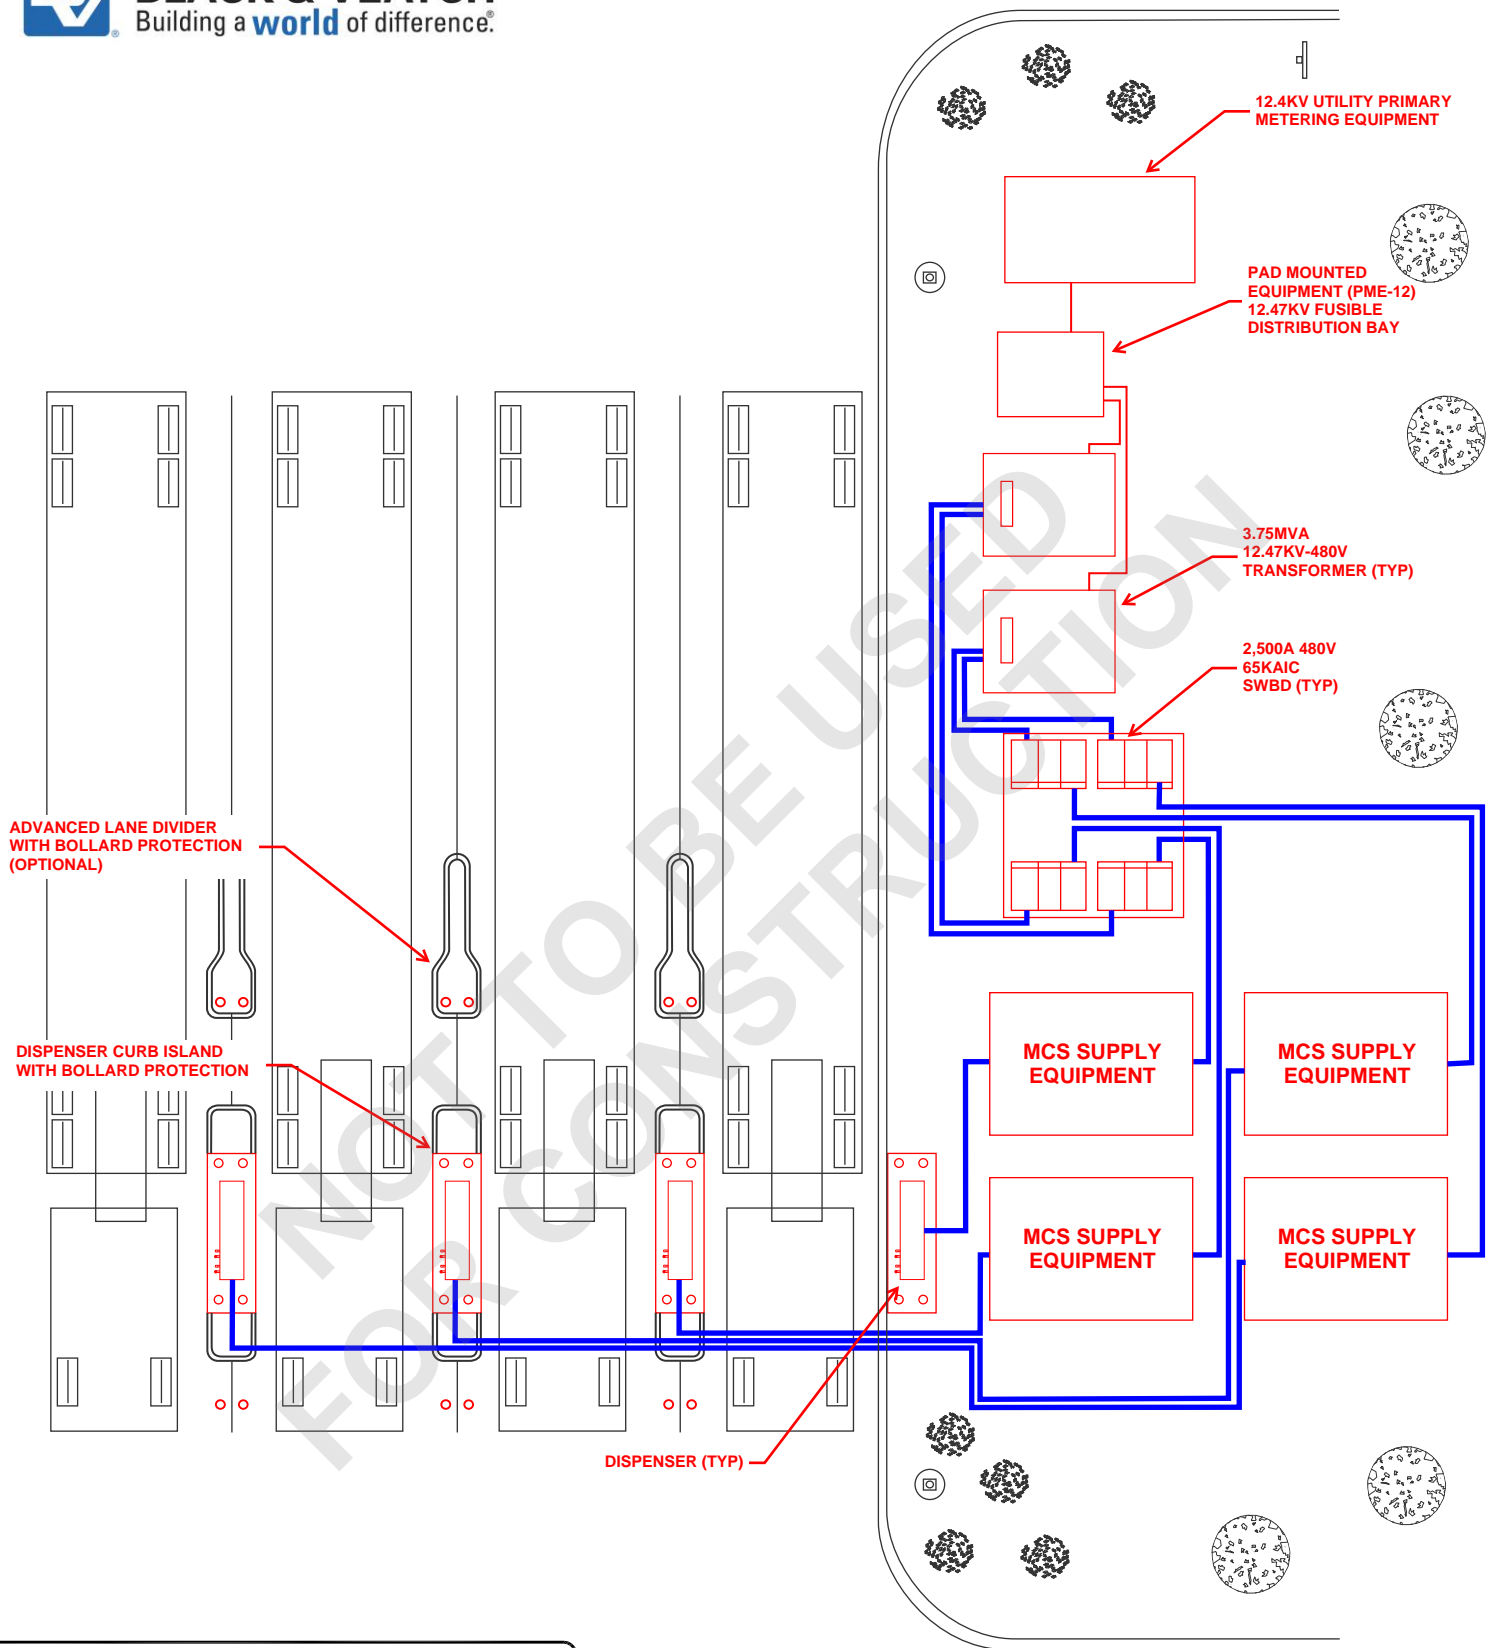 BLACK & VEATCH
Building a world of difference.®
12.4KV UTILITY PRIMARY
METERING EQUIPMENT
PAD MOUNTED
EQUIPMENT (PME-12)
12.47KV FUSIBLE
DISTRIBUTION BAY
3.75MVA
12.47KV-480V
TRANSFORMER (TYP)
2,500A 480V
65KAIC
SWBD (TYP)
ADVANCED LANE DIVIDER
WITH BOLLARD PROTECTION
(OPTIONAL)
DISPENSER CURB ISLAND
WITH BOLLARD PROTECTION
MCS SUPPLY
EQUIPMENT
MCS SUPPLY
EQUIPMENT
MCS SUPPLY
EQUIPMENT
MCS SUPPLY
EQUIPMENT
DISPENSER (TYP)
NOT TO BE USED
FOR CONSTRUCTION